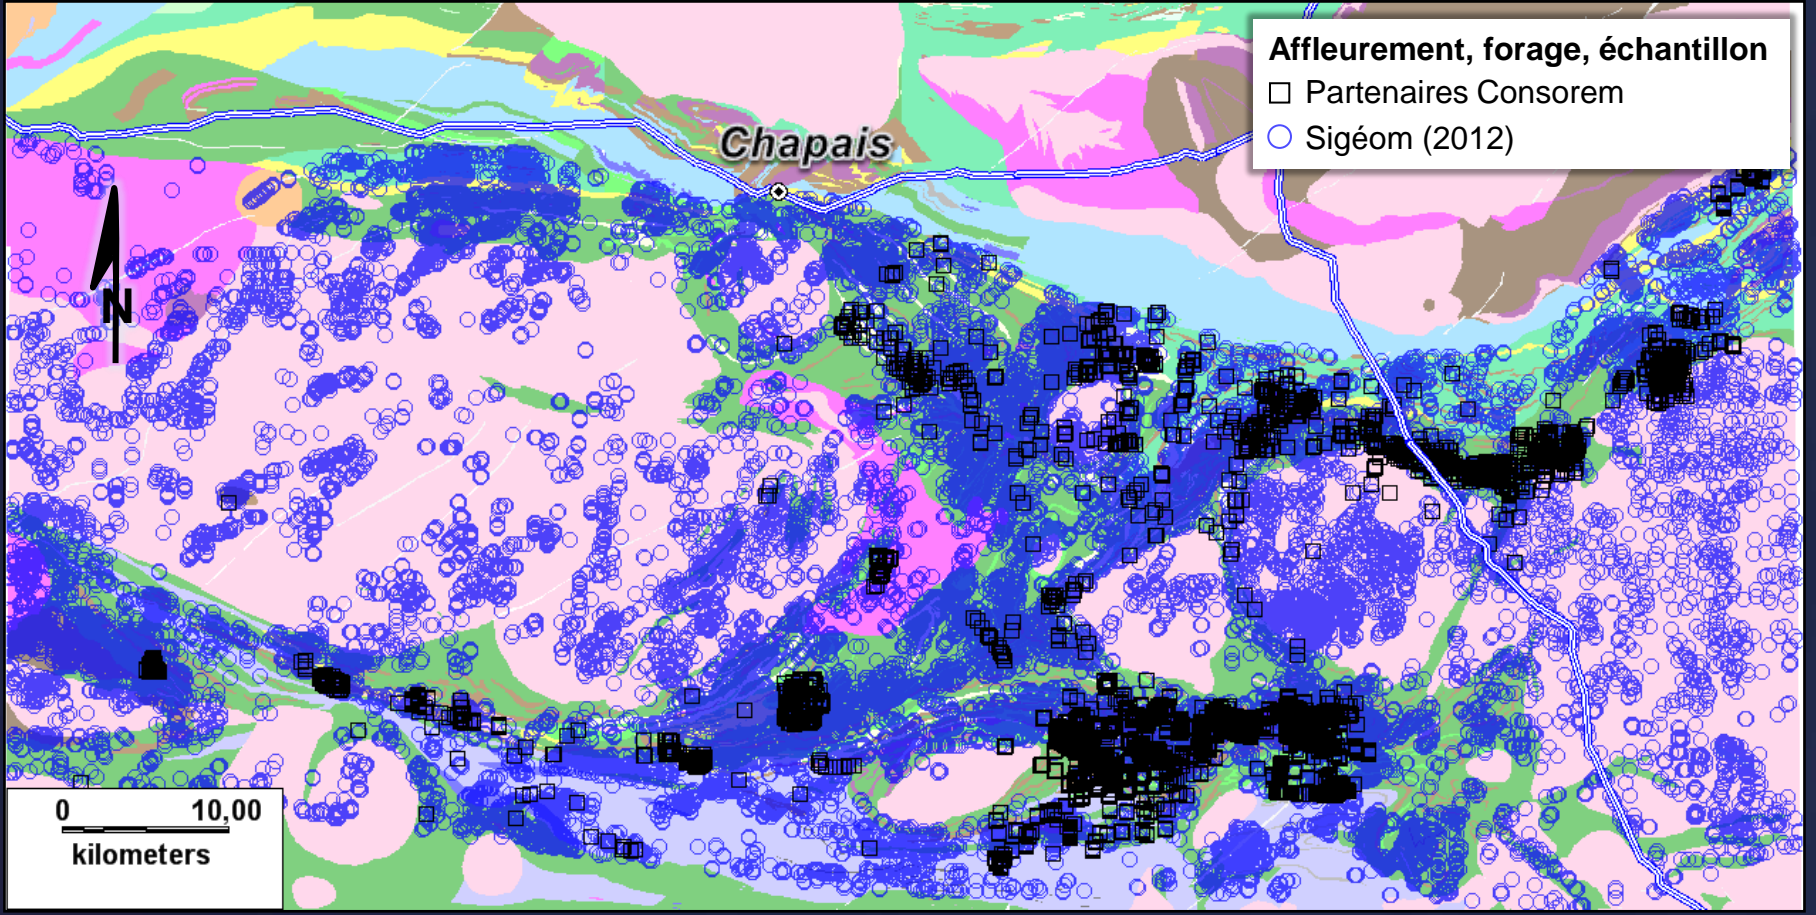 Affleurement, forage, échantillon
Partenaires Consorem
Sigéom (2012)
Chapais
N
0 10,00
kilometers